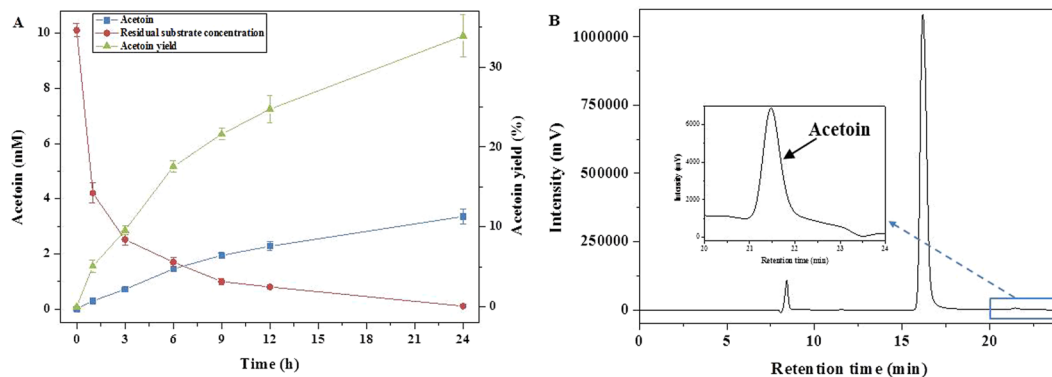 A
Acetoin
Residual substrate concentration
Acetoin yield
Acetoin (mM)
10
8
6
4
2
0
Acetoin yield (%)
30
20
10
0
0 3 6 9 12 15 18 21 24
Time (h)
B
Intensity (mV)
1000000
750000
500000
250000
0
0 5 10 15 20
Retention time (min)
Acetoin
Intensity (mV)
6000
4000
2000
0
20 21 22 23 24
Retention time (min)